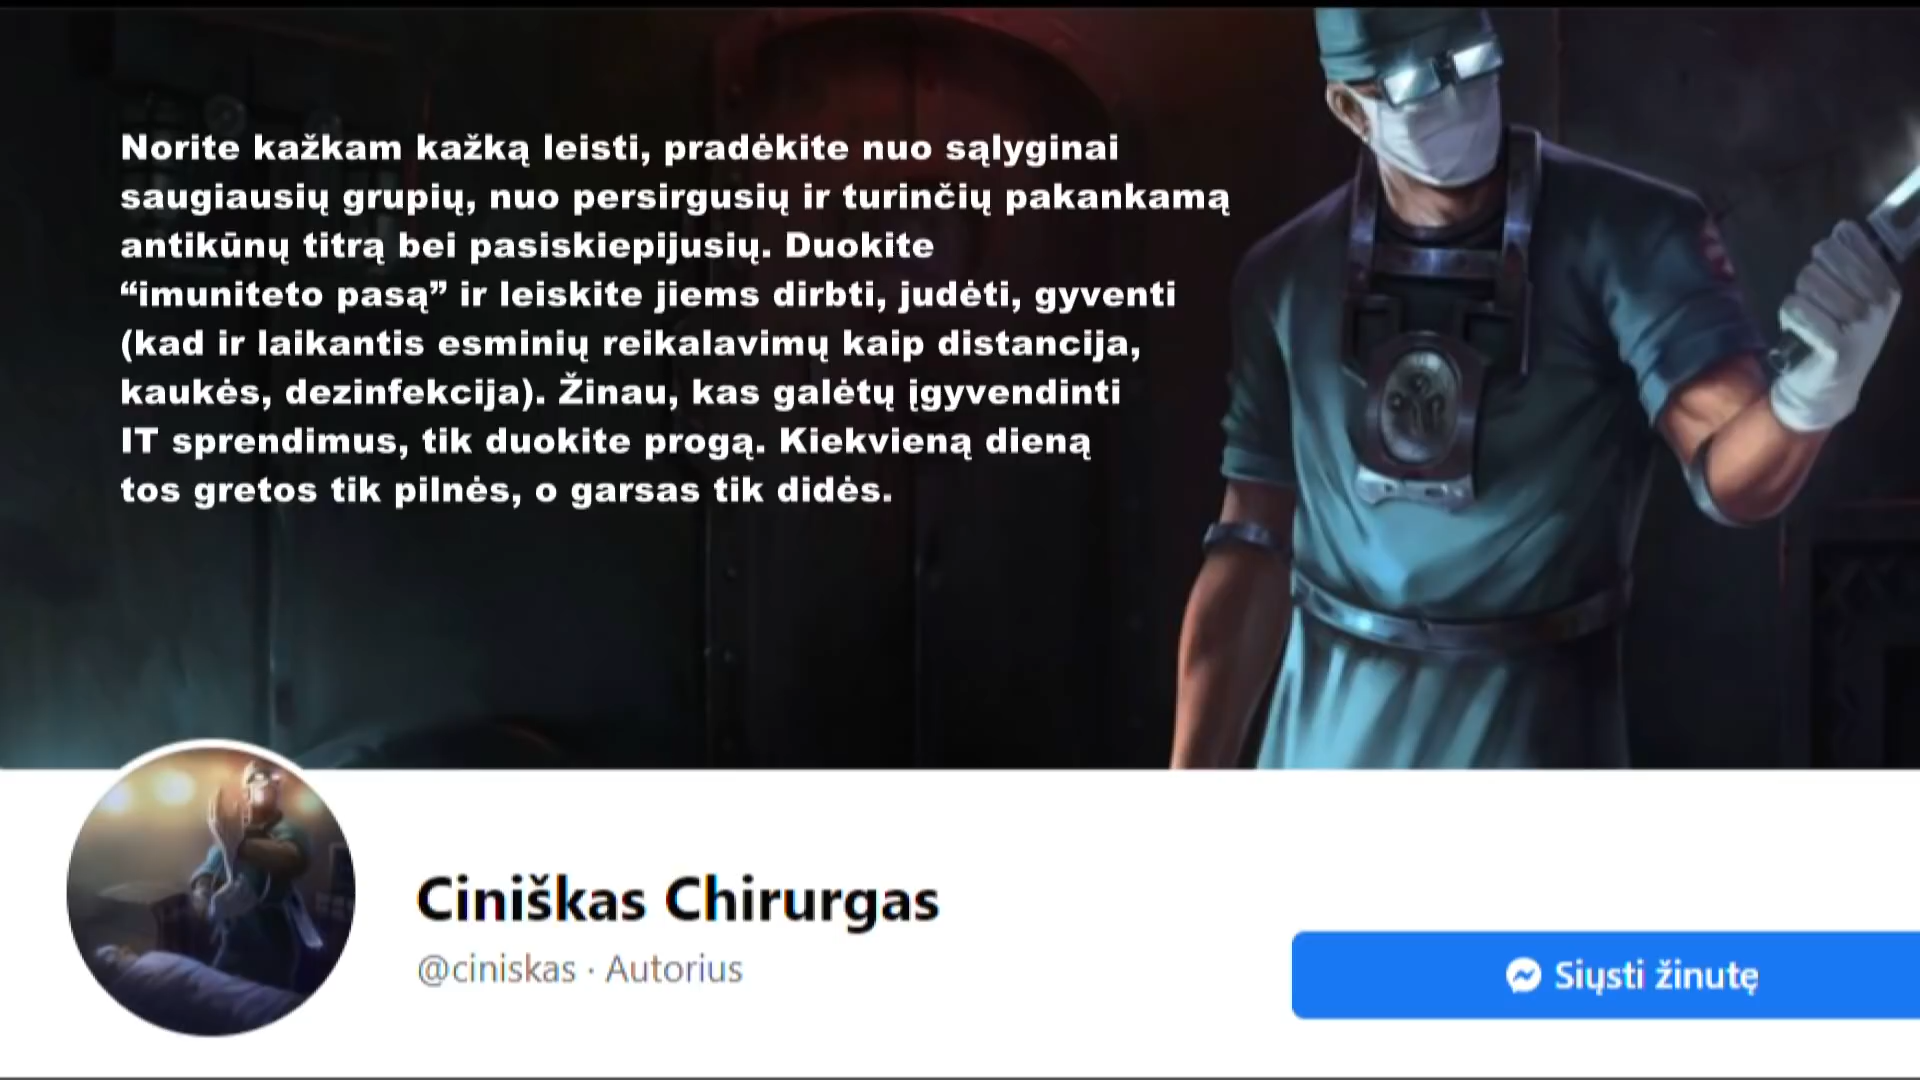 Norite kažkam kažką leisti, pradėkite nuo sąlyginai
saugiausių grupių, nuo persirgusių ir turinčių pakankamą
antikūnų titrą bei pasiskiepijusių. Duokite
“imuniteto pasą” ir leiskite jiems dirbti, judėti, gyventi
(kad ir laikantis esminių reikalavimų kaip distancija,
kaukės, dezinfekcija). Žinau, kas galėtų įgyvendinti
IT sprendimus, tik duokite progą. Kiekvieną dieną
tos gretos tik pilnės, o garsas tik didės.
Ciniškas Chirurgas
@ciniskas · Autorius
Siųsti žinutę